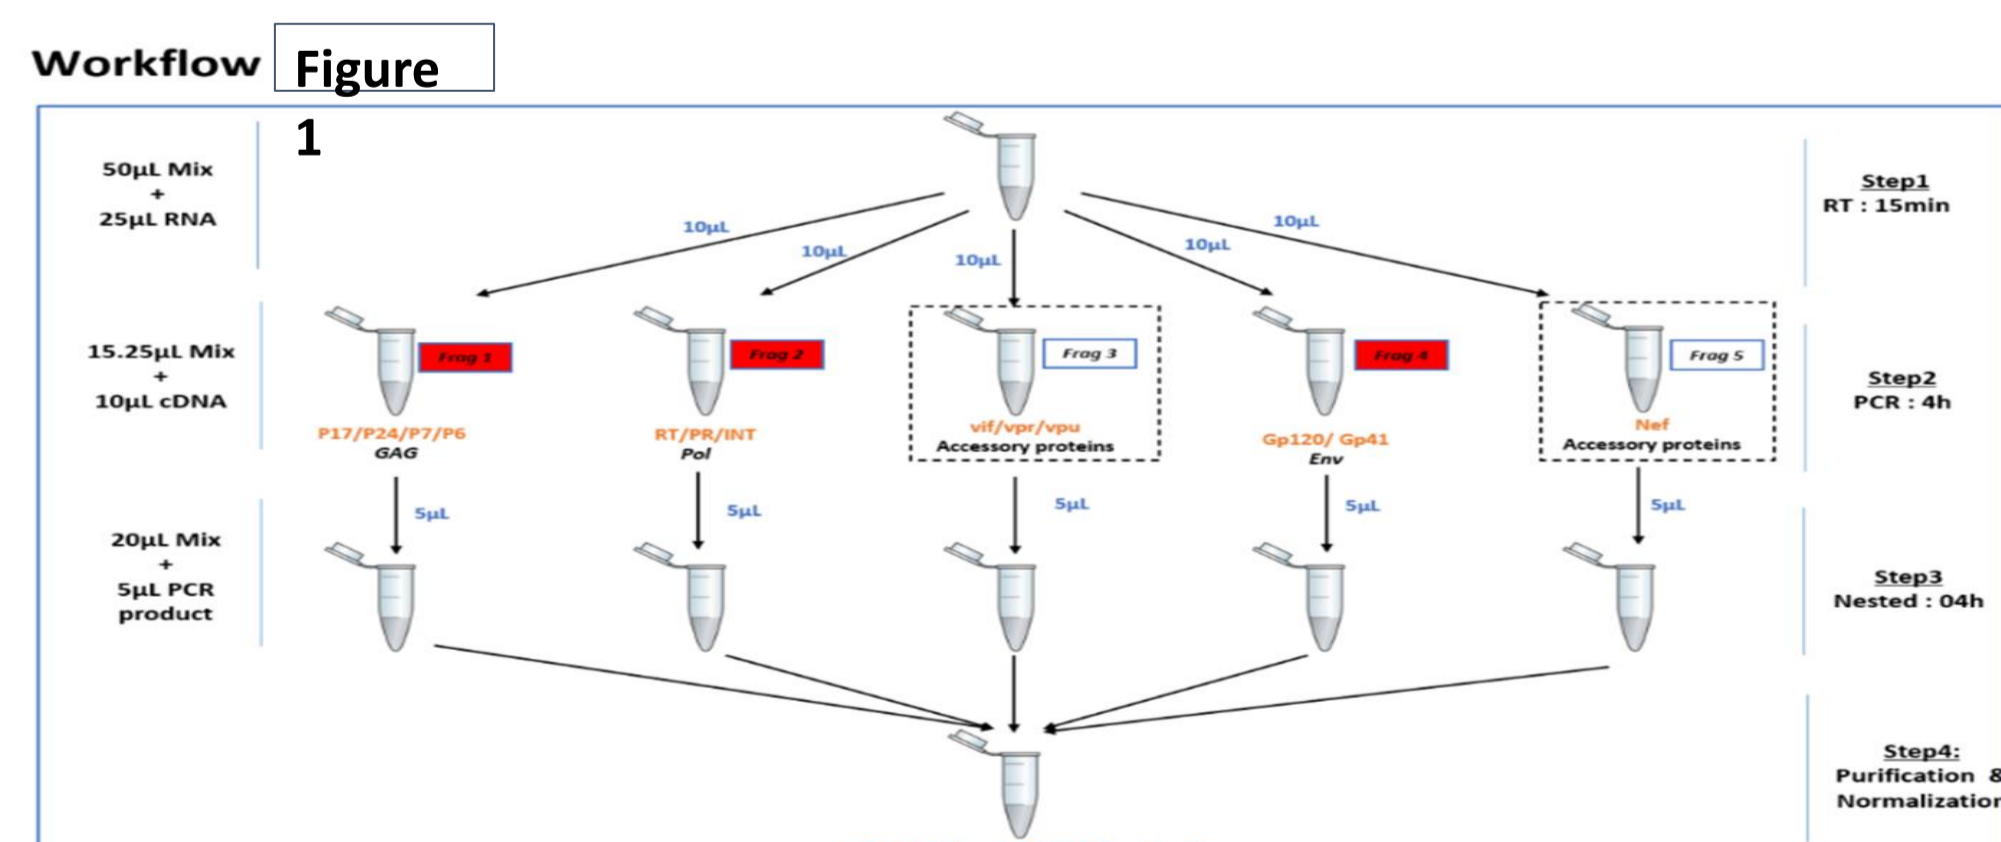 Workflow
Figure
1
50µL Mix
+
25µL RNA
Step1
RT : 15min
10µL
10µL
10µL
10µL
10µL
15.25µL Mix
+
10µL cDNA
Frag 1
Frag 2
Frag 3
Frag 4
Frag 5
P17/P24/P7/P6
GAG
RT/PR/INT
Pol
vif/vpr/vpu
Accessory proteins
Gp120/ Gp41
Env
Nef
Accessory proteins
Step2
PCR : 4h
5µL
5µL
5µL
5µL
5µL
20µL Mix
+
5µL PCR
product
Step3
Nested : 04h
Step4:
Purification &
Normalization